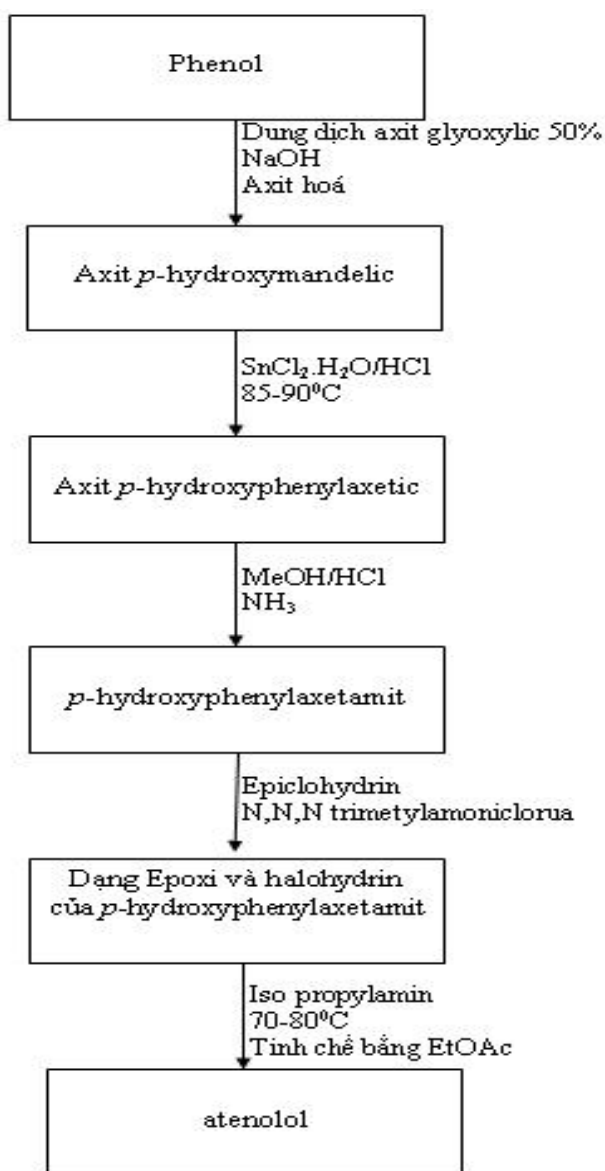 Phenol
Dung dịch axit glyoxylic 50%
NaOH
Axit hoá
Axit p-hydroxymandelic
SnCl₂.H₂O/HCl
85-90⁰C
Axit p-hydroxyphenylaxetic
MeOH/HCl
NH₃
p-hydroxyphenylaxetamit
Epiclohydrin
N,N,N trimetylamoniclorua
Dạng Epoxi và halohydrin
của p-hydroxyphenylaxetamit
Iso propylamin
70-80⁰C
Tinh chế bằng EtOAc
atenolol